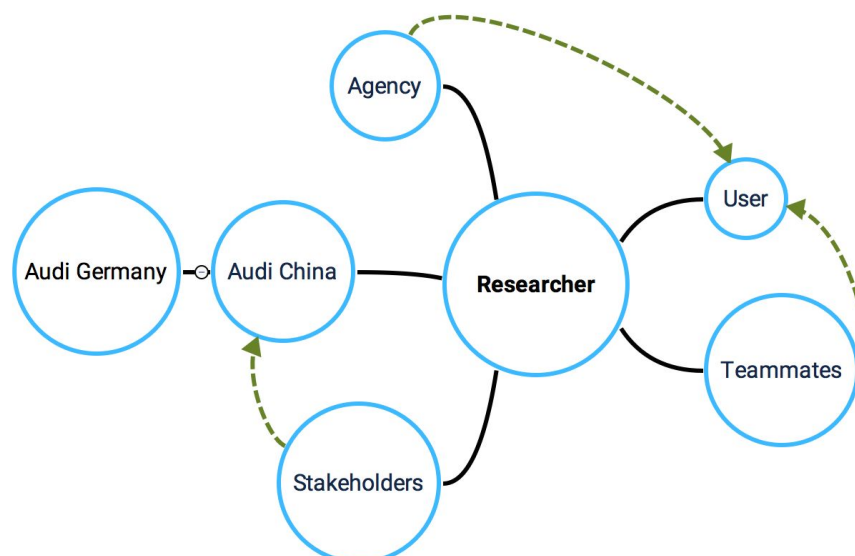 Agency
User
Audi Germany
Audi China
Researcher
Teammates
Stakeholders